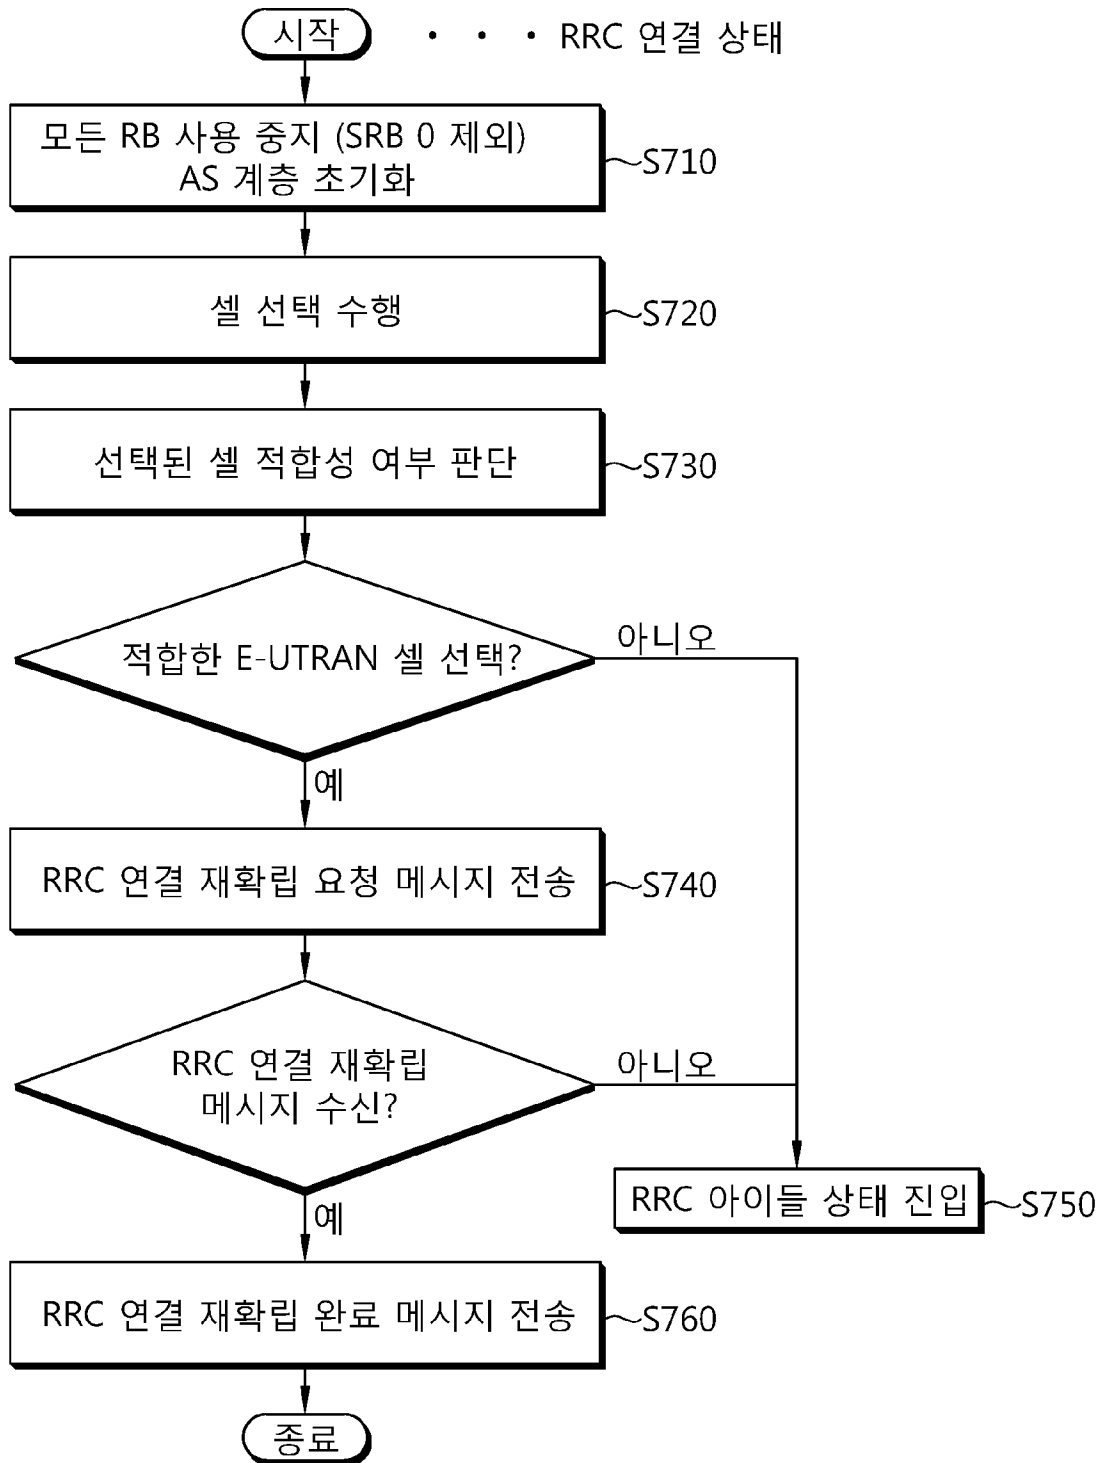 시작 · · · RRC 연결 상태
모든 RB 사용 중지 (SRB 0 제외)
AS 계층 초기화
S710
셀 선택 수행
S720
선택된 셀 적합성 여부 판단
S730
적합한 E-UTRAN 셀 선택?
아니오
예
RRC 연결 재확립 요청 메시지 전송
S740
RRC 연결 재확립
메시지 수신?
아니오
예
RRC 아이들 상태 진입
S750
RRC 연결 재확립 완료 메시지 전송
S760
종료